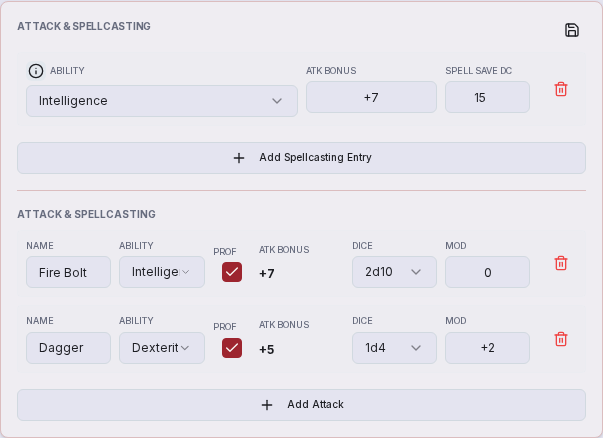 ATTACK & SPELLCASTING
ABILITY ATK BONUS SPELL SAVE DC
Intelligence +7 15
Add Spellcasting Entry
ATTACK & SPELLCASTING
NAME ABILITY PROF ATK BONUS DICE MOD
Fire Bolt Intellige +7 2d10 0
NAME ABILITY PROF ATK BONUS DICE MOD
Dagger Dexterit +5 1d4 +2
Add Attack